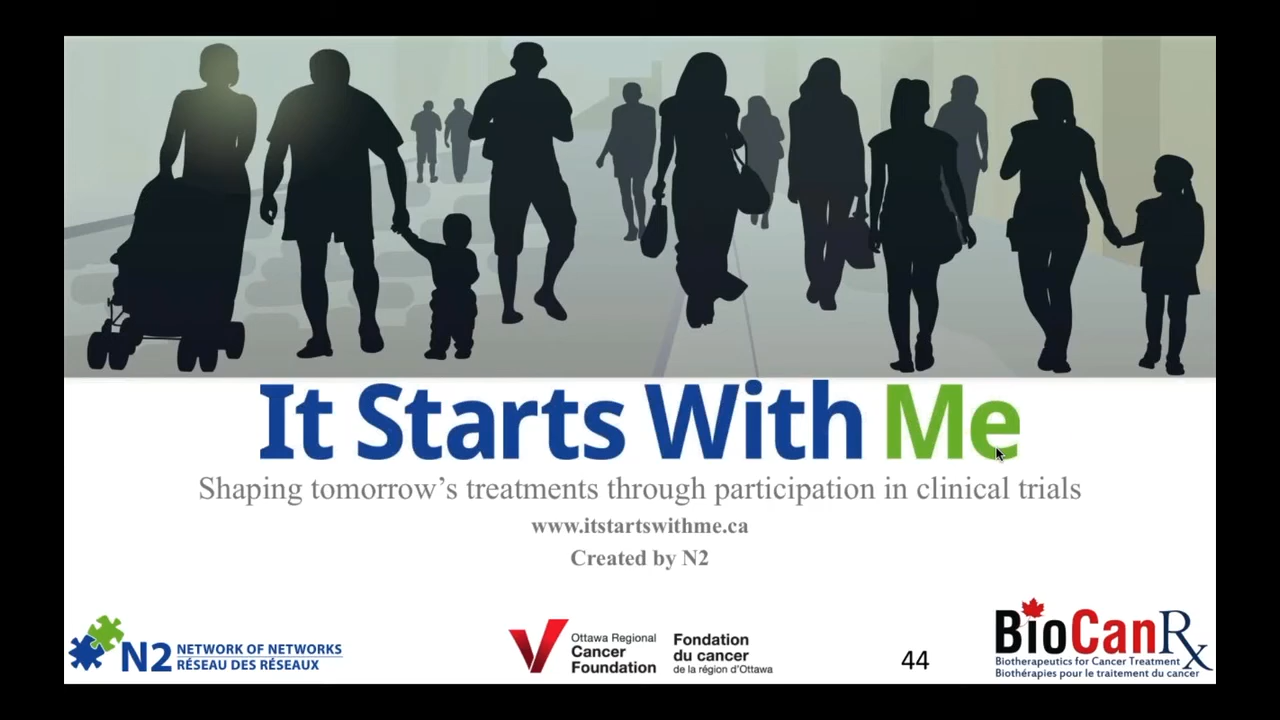 It Starts With Me
Shaping tomorrow's treatments through participation in clinical trials
www.itstartswithme.ca
Created by N2
N2 NETWORK OF NETWORKS
RÉSEAU DES RÉSEAUX
Ottawa Regional
Cancer
Foundation
Fondation
du cancer
de la région d'Ottawa
44
BioCanRx
Biotherapeutics for Cancer Treatment
Biothérapies pour le traitement du cancer